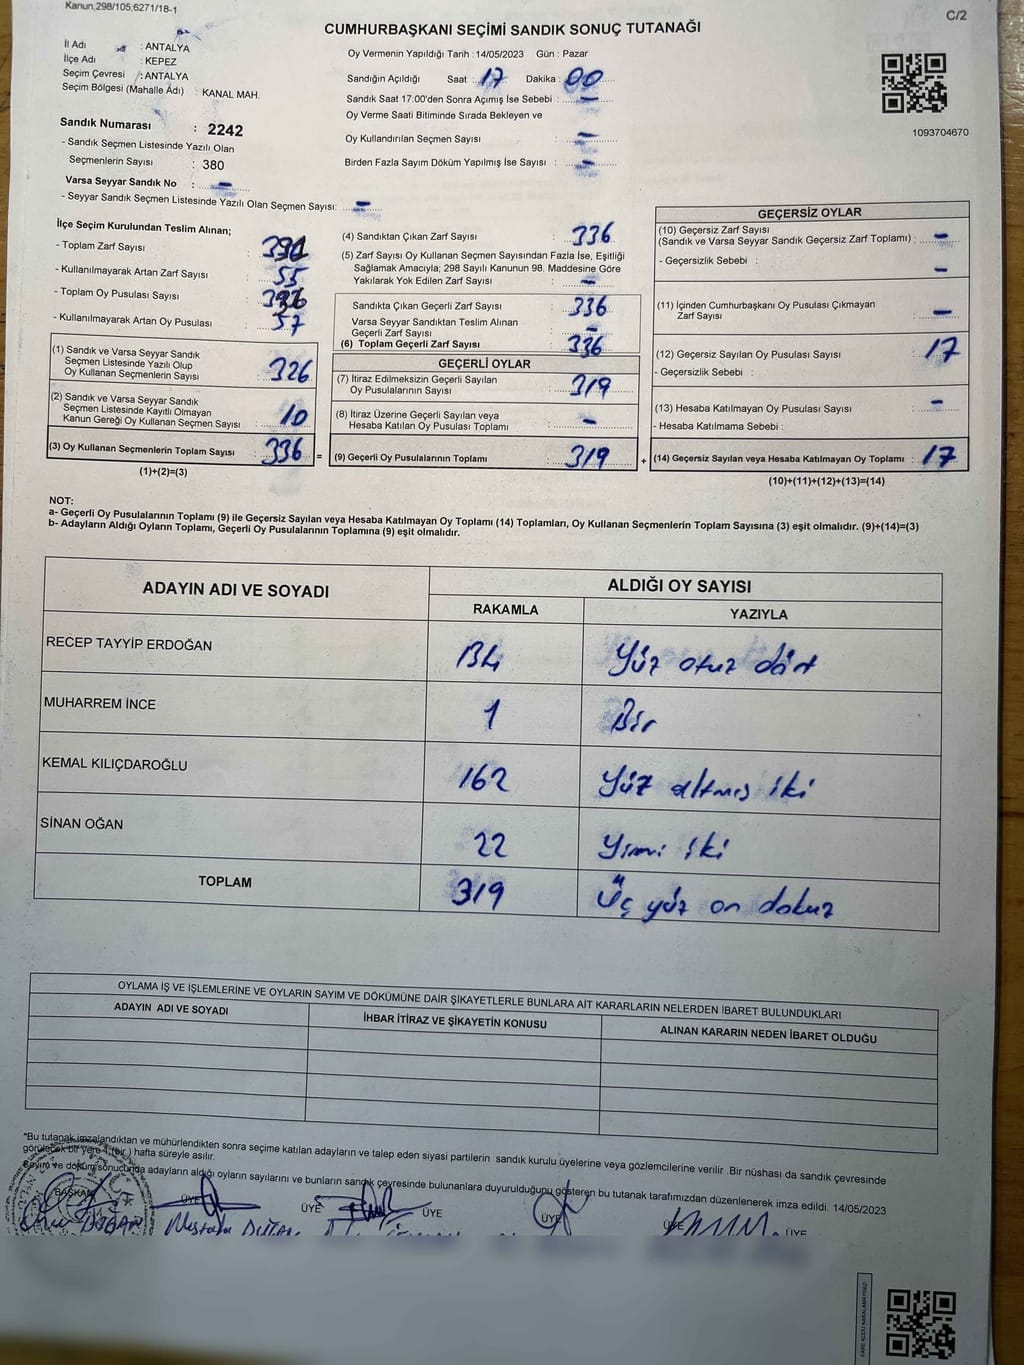 Kanun;298/105;6271/18-1
C/2
CUMHURBAŞKANI SEÇİMİ SANDIK SONUÇ TUTANAĞI
İl Adı : ANTALYA
İlçe Adı : KEPEZ
Seçim Çevresi : ANTALYA
Seçim Bölgesi (Mahalle Adı) : KANAL MAH.
Sandık Numarası : 2242
- Sandık Seçmen Listesinde Yazılı Olan
Seçmenlerin Sayısı : 380
Varsa Seyyar Sandık No : -
- Seyyar Sandık Seçmen Listesinde Yazılı Olan Seçmen Sayısı: -
Oy Vermenin Yapıldığı Tarih : 14/05/2023 Gün : Pazar
Sandığın Açıldığı Saat : 17 Dakika : 00
Sandık Saat 17:00'den Sonra Açımış İse Sebebi : -
Oy Verme Saati Bitiminde Sırada Bekleyen ve
Oy Kullandırılan Seçmen Sayısı : -
Birden Fazla Sayım Döküm Yapılmış İse Sayısı : -
1093704670
İlçe Seçim Kurulundan Teslim Alınan;
- Toplam Zarf Sayısı :
- Kullanılmayarak Artan Zarf Sayısı : 55
- Toplam Oy Pusulası Sayısı :
- Kullanılmayarak Artan Oy Pusulası : 57
(1) Sandık ve Varsa Seyyar Sandık
Seçmen Listesinde Yazılı Olup
Oy Kullanan Seçmenlerin Sayısı : 326
(2) Sandık ve Varsa Seyyar Sandık
Seçmen Listesinde Kayıtlı Olmayan
Kanun Gereği Oy Kullanan Seçmen Sayısı : 10
(3) Oy Kullanan Seçmenlerin Toplam Sayısı : 336 =
(1)+(2)=(3)
(4) Sandıktan Çıkan Zarf Sayısı : 336
(5) Zarf Sayısı Oy Kullanan Seçmen Sayısından Fazla İse, Eşitliği
Sağlamak Amacıyla; 298 Sayılı Kanunun 98. Maddesine Göre
Yakılarak Yok Edilen Zarf Sayısı : -
Sandıkta Çıkan Geçerli Zarf Sayısı : 336
Varsa Seyyar Sandıktan Teslim Alınan
Geçerli Zarf Sayısı : -
(6) Toplam Geçerli Zarf Sayısı : 336
GEÇERLİ OYLAR
(7) İtiraz Edilmeksizin Geçerli Sayılan
Oy Pusulalarının Sayısı : 319
(8) İtiraz Üzerine Geçerli Sayılan veya
Hesaba Katılan Oy Pusulası Toplamı : -
(9) Geçerli Oy Pusulalarının Toplamı : 319 +
GEÇERSİZ OYLAR
(10) Geçersiz Zarf Sayısı
(Sandık ve Varsa Seyyar Sandık Geçersiz Zarf Toplamı) : -
- Geçersizlik Sebebi : -
(11) İçinden Cumhurbaşkanı Oy Pusulası Çıkmayan
Zarf Sayısı : -
(12) Geçersiz Sayılan Oy Pusulası Sayısı : 17
- Geçersizlik Sebebi :
(13) Hesaba Katılmayan Oy Pusulası Sayısı : -
- Hesaba Katılmama Sebebi :
(14) Geçersiz Sayılan veya Hesaba Katılmayan Oy Toplamı : 17
(10)+(11)+(12)+(13)=(14)
NOT:
a- Geçerli Oy Pusulalarının Toplamı (9) ile Geçersiz Sayılan veya Hesaba Katılmayan Oy Toplamı (14) Toplamları, Oy Kullanan Seçmenlerin Toplam Sayısına (3) eşit olmalıdır. (9)+(14)=(3)
b- Adayların Aldığı Oyların Toplamı, Geçerli Oy Pusulalarının Toplamına (9) eşit olmalıdır.
ADAYIN ADI VE SOYADI ALDIĞI OY SAYISI
RAKAMLA YAZIYLA
RECEP TAYYİP ERDOĞAN 134 Yüz otuz dört
MUHARREM İNCE 1 Bir
KEMAL KILIÇDAROĞLU 162 Yüz altmış iki
SİNAN OĞAN 22 Yirmi iki
TOPLAM 319 Üç yüz on dokuz
OYLAMA İŞ VE İŞLEMLERİNE VE OYLARIN SAYIM VE DÖKÜMÜNE DAİR ŞİKAYETLERLE BUNLARA AİT KARARLARIN NELERDEN İBARET BULUNDUKLARI
ADAYIN ADI VE SOYADI İHBAR İTİRAZ VE ŞİKAYETİN KONUSU ALINAN KARARIN NEDEN İBARET OLDUĞU
*Bu tutanak imzalandıktan ve mühürlendikten sonra seçime katılan adayların ve talep eden siyasi partilerin sandık kurulu üyelerine veya gözlemcilerine verilir .Bir nüshası da sandık çevresinde
görülecek bir yere 1 (bir) hafta süreyle asılır.
Sayım ve döküm sonucunda adayların aldığı oyların sayılarını ve bunların sandık çevresinde bulunanlara duyurulduğunu gösteren bu tutanak tarafımızdan düzenlenerek imza edildi. 14/05/2023
BAŞKAN ÜYE ÜYE ÜYE ÜYE ÜYE ÜYE